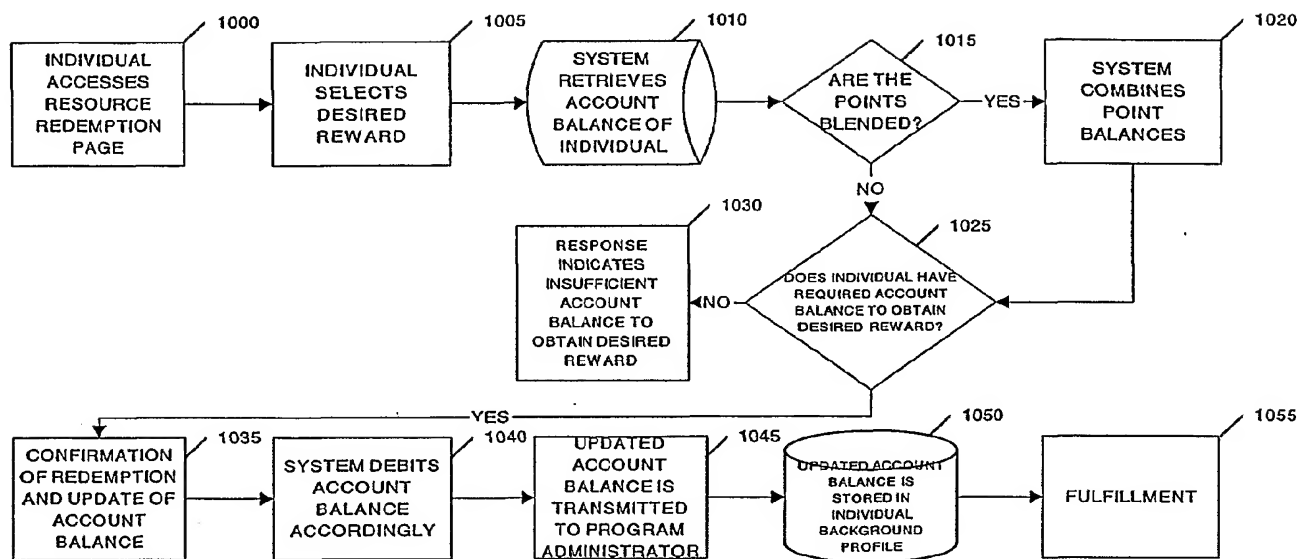 1000
INDIVIDUAL
ACCESSES
RESOURCE
REDEMPTION
PAGE
1005
INDIVIDUAL
SELECTS
DESIRED
REWARD
1010
SYSTEM
RETRIEVES
ACCOUNT
BALANCE OF
INDIVIDUAL
1015
ARE THE
POINTS
BLENDED?
YES
1020
SYSTEM
COMBINES
POINT
BALANCES
NO
1025
DOES INDIVIDUAL HAVE
REQUIRED ACCOUNT
BALANCE TO OBTAIN
DESIRED REWARD?
NO
1030
RESPONSE
INDICATES
INSUFFICIENT
ACCOUNT
BALANCE TO
OBTAIN DESIRED
REWARD
YES
1035
CONFIRMATION
OF REDEMPTION
AND UPDATE OF
ACCOUNT
BALANCE
1040
SYSTEM DEBITS
ACCOUNT
BALANCE
ACCORDINGLY
1045
UPDATED
ACCOUNT
BALANCE IS
TRANSMITTED
TO PROGRAM
ADMINISTRATOR
1050
UPDATED ACCOUNT
BALANCE IS
STORED IN
INDIVIDUAL
BACKGROUND
PROFILE
1055
FULFILLMENT